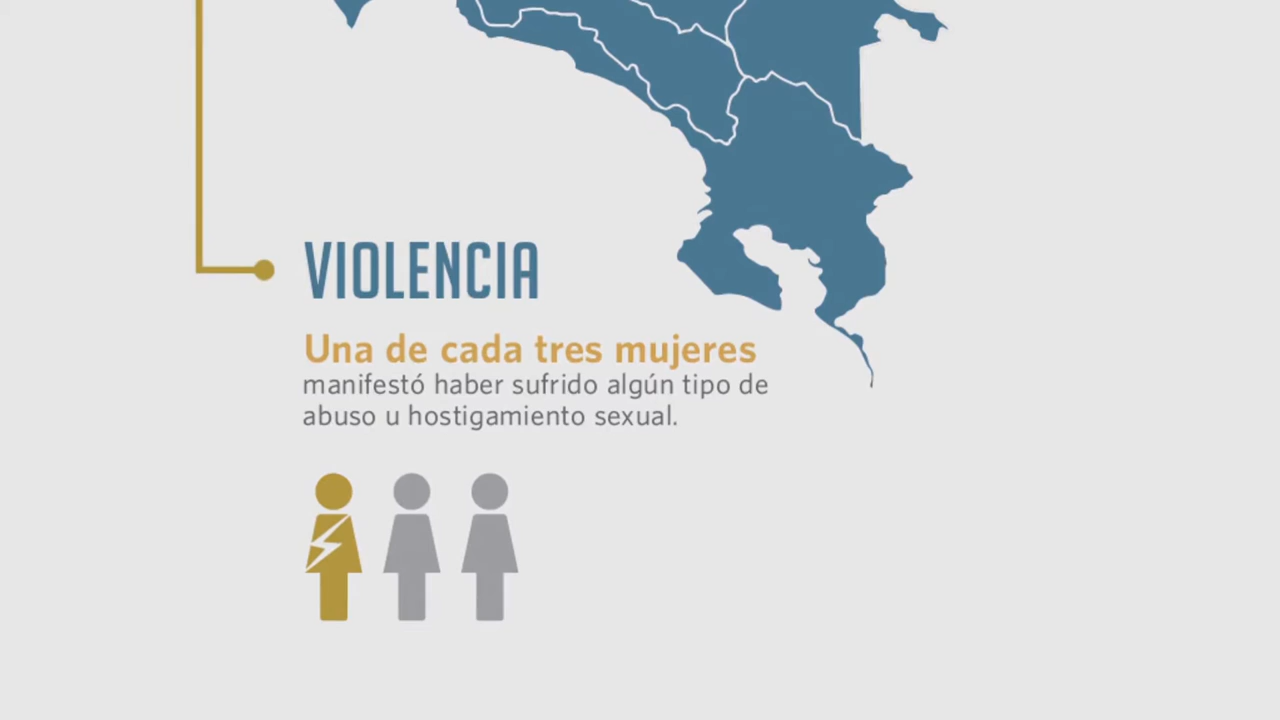 VIOLENCIA
Una de cada tres mujeres
manifestó haber sufrido algún tipo de
abuso u hostigamiento sexual.